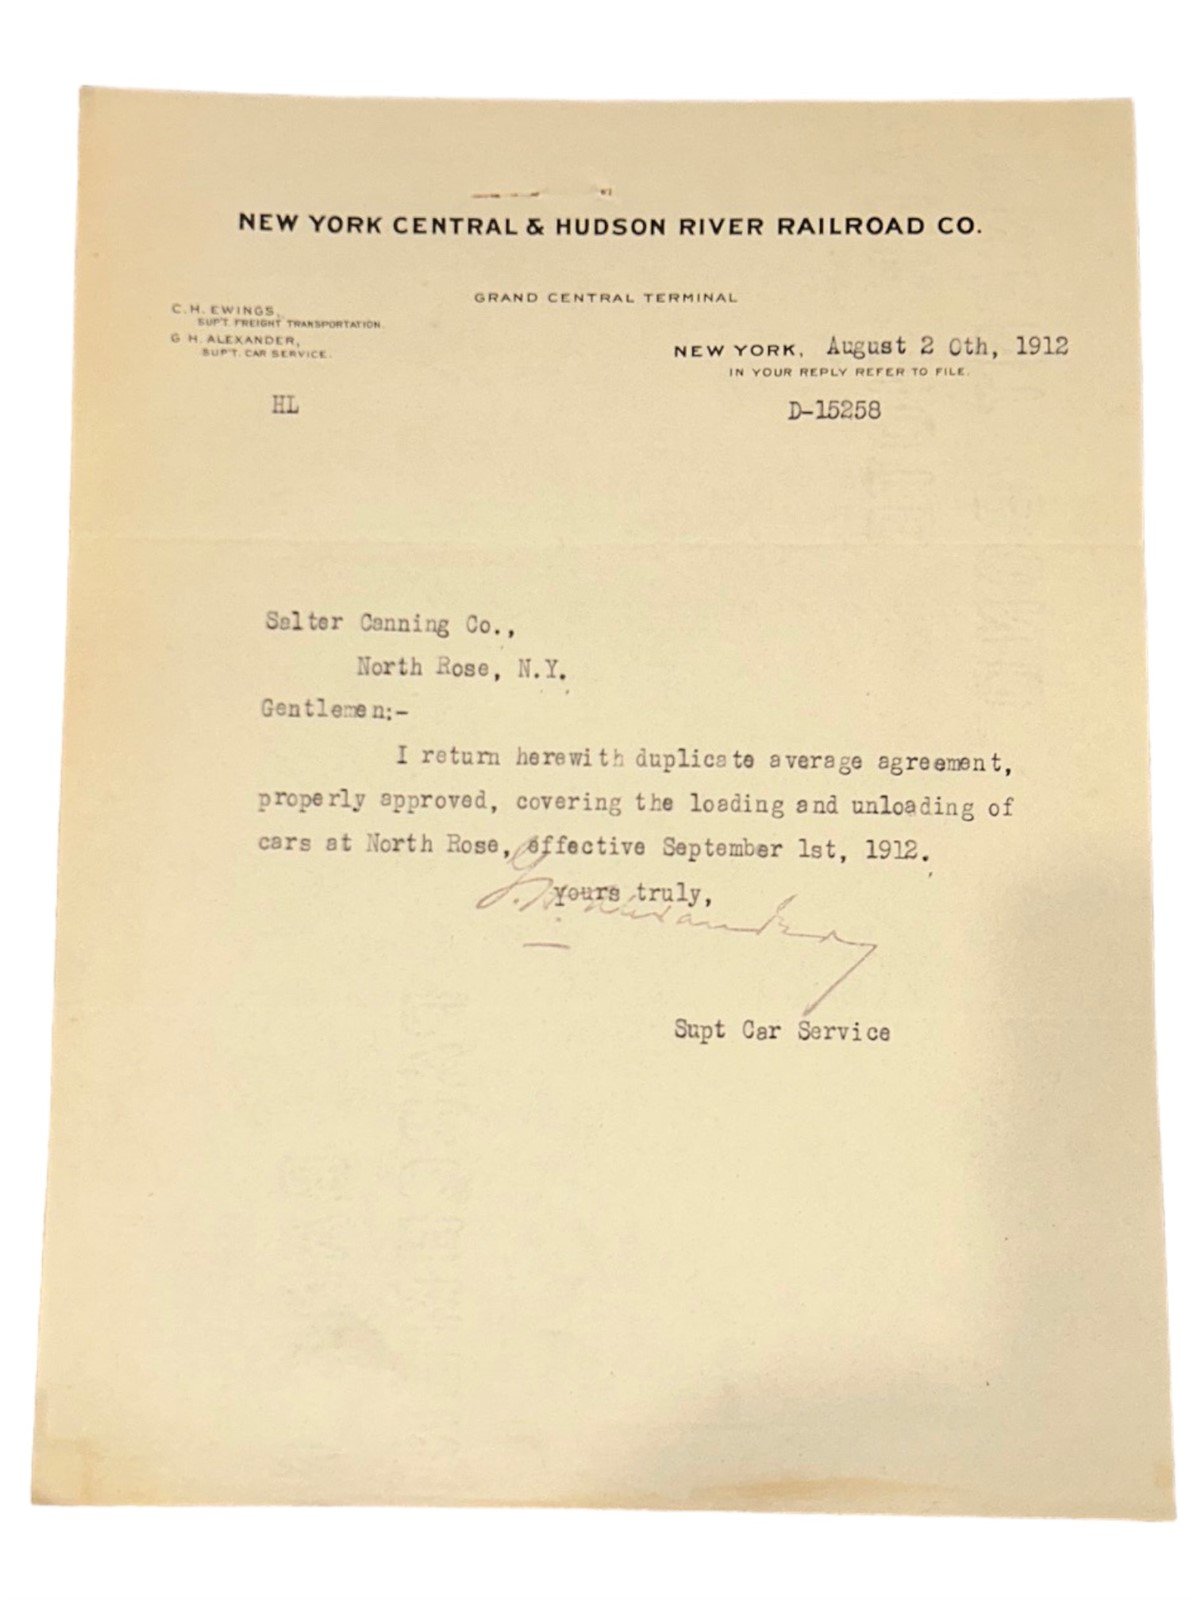 NEW YORK CENTRAL & HUDSON RIVER RAILROAD CO.
GRAND CENTRAL TERMINAL
C. H. EWINGS,
SUP'T. FREIGHT TRANSPORTATION.
G. H. ALEXANDER,
SUP'T. CAR SERVICE.
NEW YORK, August 2 0th, 1912
IN YOUR REPLY REFER TO FILE.
HL
D-15258
Salter Canning Co.,
North Rose, N.Y.
Gentlemen:-
I return herewith duplicate average agreement,
properly approved, covering the loading and unloading of
cars at North Rose, effective September 1st, 1912.
yours truly,
G. H. Alexander
Supt Car Service